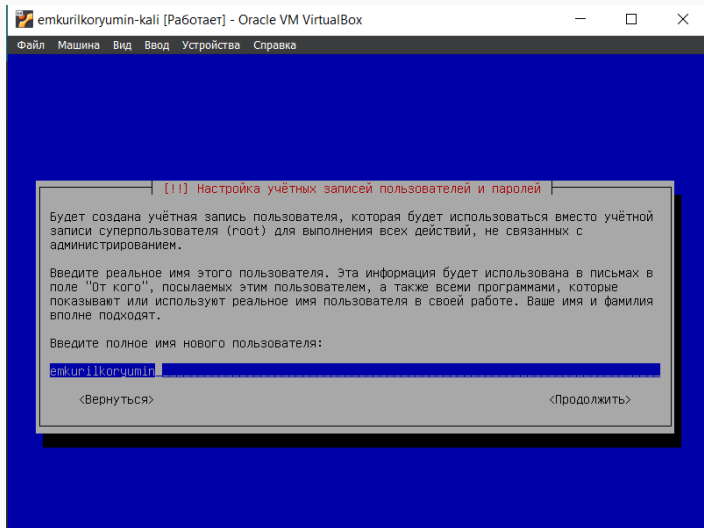 emkurilkoryumin-kali [Работает] - Oracle VM VirtualBox
Файл Машина Вид Ввод Устройства Справка
[!!] Настройка учётных записей пользователей и паролей
Будет создана учётная запись пользователя, которая будет использоваться вместо учётной
записи суперпользователя (root) для выполнения всех действий, не связанных с
администрированием.
Введите реальное имя этого пользователя. Эта информация будет использована в письмах в
поле "От кого", посылаемых этим пользователем, а также всеми программами, которые
показывают или используют реальное имя пользователя в своей работе. Ваше имя и фамилия
вполне подходят.
Введите полное имя нового пользователя:
emkurilkoryumin
<Вернуться> <Продолжить>